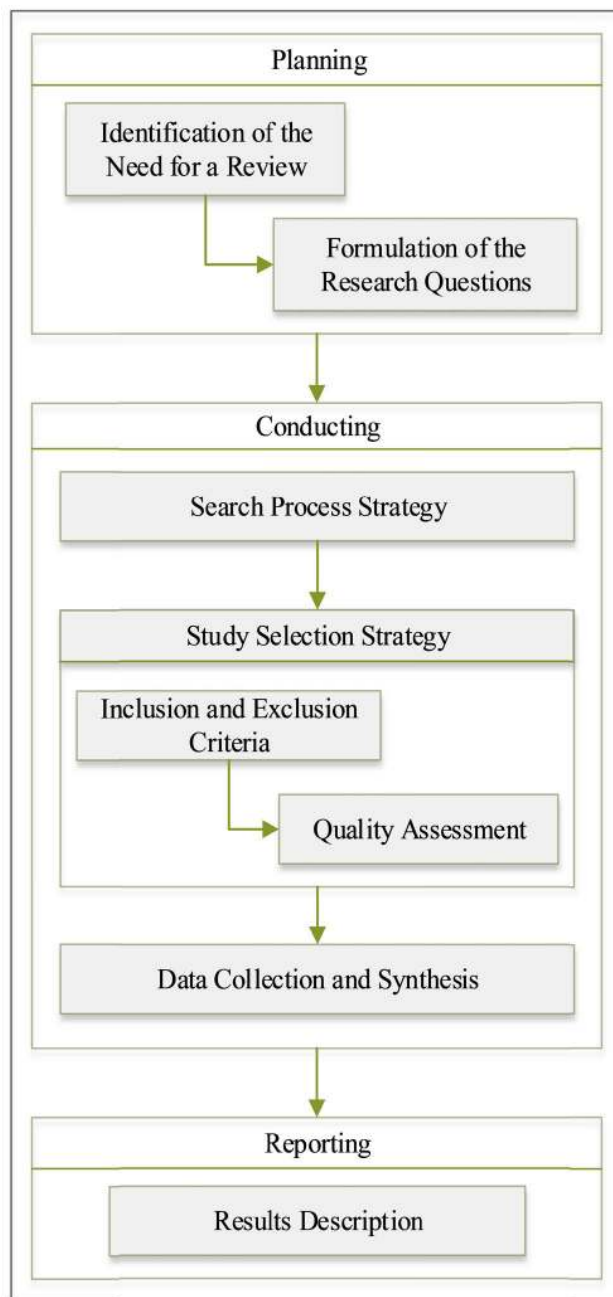 Planning
Identification of the
Need for a Review
Formulation of the
Research Questions
Conducting
Search Process Strategy
Study Selection Strategy
Inclusion and Exclusion
Criteria
Quality Assessment
Data Collection and Synthesis
Reporting
Results Description